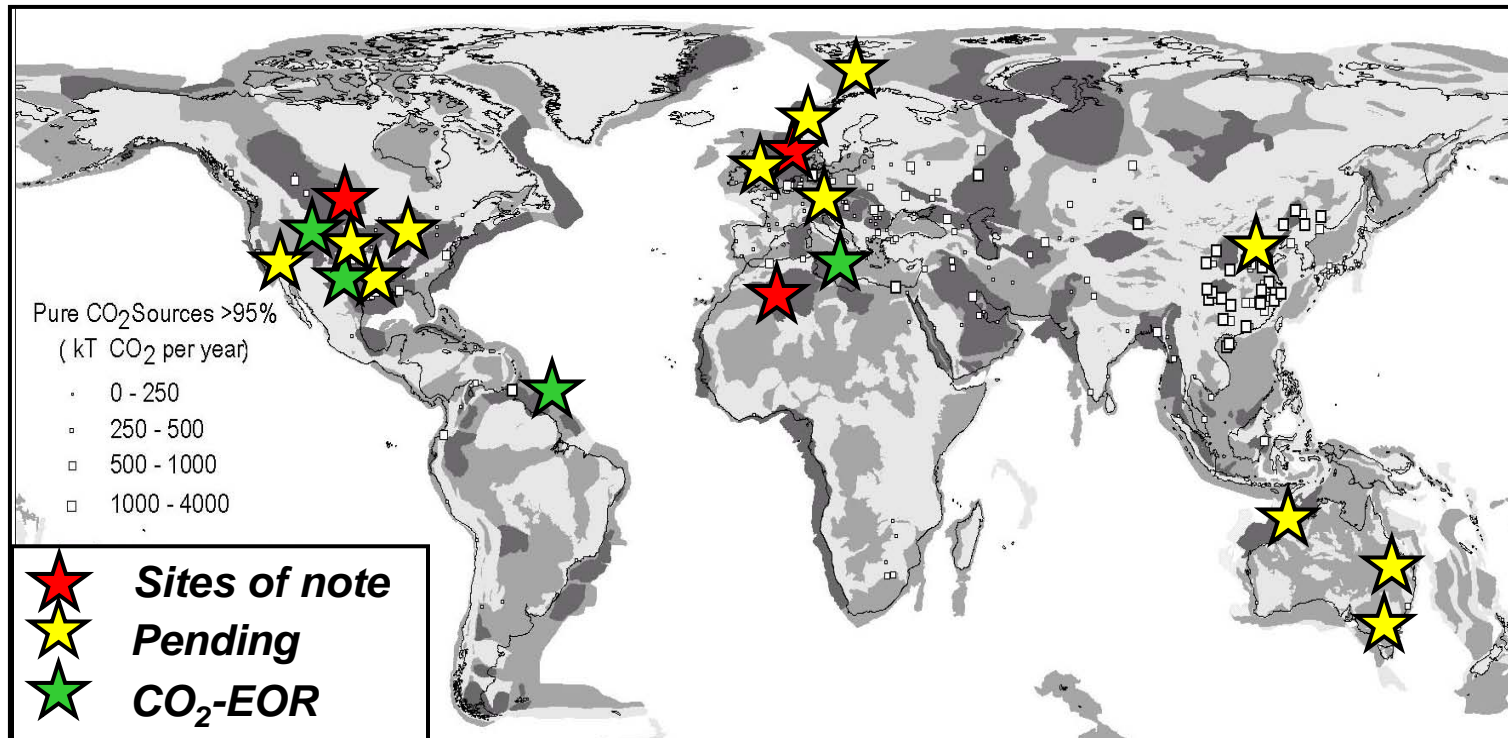 Pure CO2Sources >95%
( kT CO2 per year)
0 - 250
250 - 500
500 - 1000
1000 - 4000
Sites of note
Pending
CO2-EOR